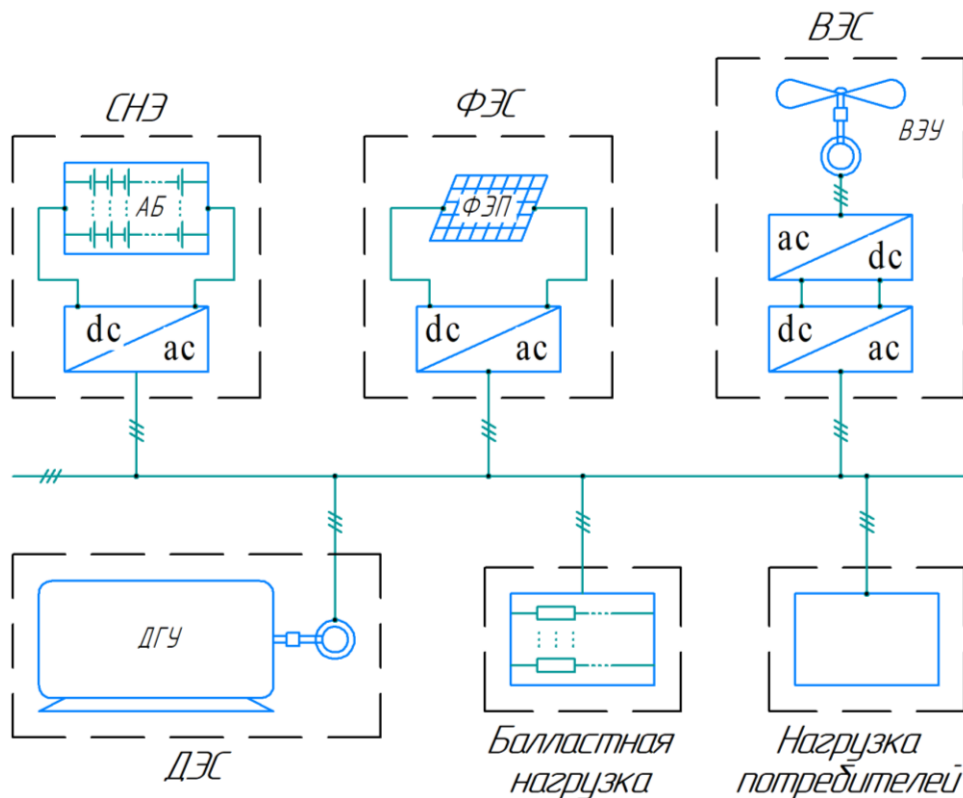 ВЭС
СНЭ
ФЭС
ВЭУ
АБ
ФЭП
ac
dc
dc
ac
dc
ac
dc
ac
ДГУ
ДЭС
Балластная
нагрузка
Нагрузка
потребителей